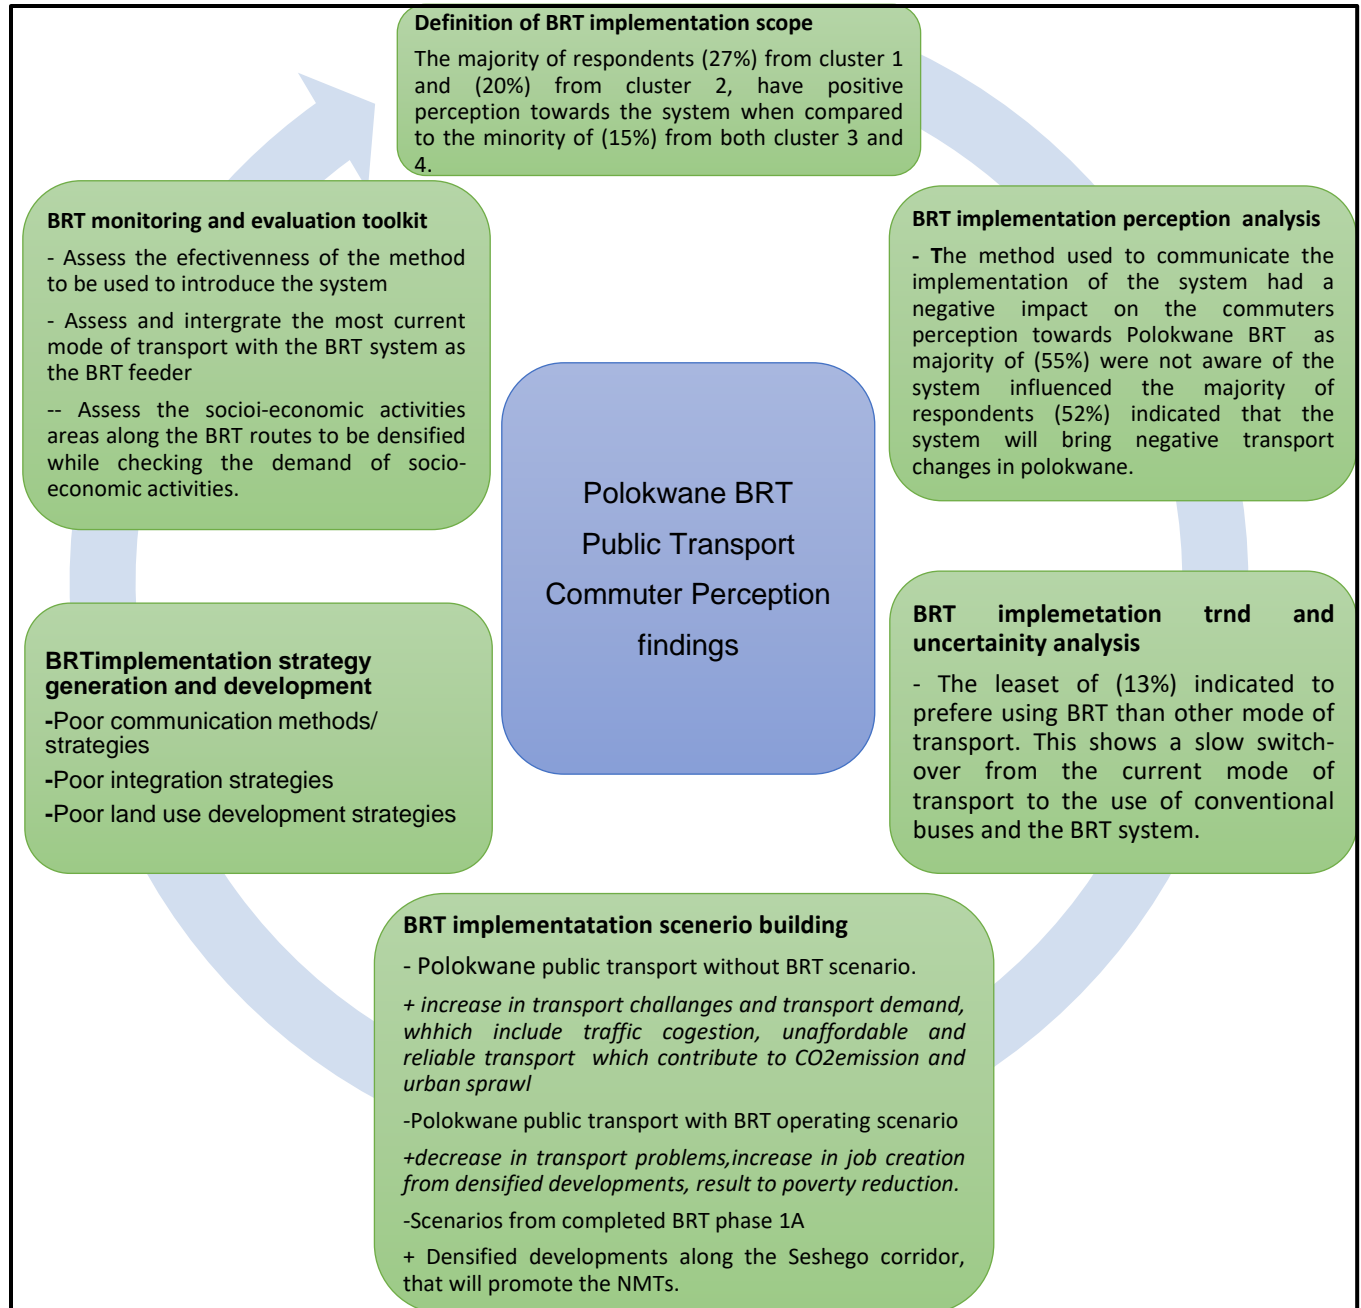 Definition of BRT implementation scope
The majority of respondents (27%) from cluster 1
and (20%) from cluster 2, have positive
perception towards the system when compared
to the minority of (15%) from both cluster 3 and
4.
BRT implementation perception analysis
- The method used to communicate the
implementation of the system had a
negative impact on the commuters
perception towards Polokwane BRT as
majority of (55%) were not aware of the
system influenced the majority of
respondents (52%) indicated that the
system will bring negative transport
changes in polokwane.
BRT implemetation trnd and
uncertainity analysis
- The leaset of (13%) indicated to
prefere using BRT than other mode of
transport. This shows a slow switch-
over from the current mode of
transport to the use of conventional
buses and the BRT system.
BRT implementatation scenerio building
- Polokwane public transport without BRT scenario.
+ increase in transport challanges and transport demand,
whhich include traffic cogestion, unaffordable and
reliable transport which contribute to CO2emission and
urban sprawl
-Polokwane public transport with BRT operating scenario
+decrease in transport problems,increase in job creation
from densified developments, result to poverty reduction.
-Scenarios from completed BRT phase 1A
+ Densified developments along the Seshego corridor,
that will promote the NMTs.
BRTimplementation strategy
generation and development
-Poor communication methods/
strategies
-Poor integration strategies
-Poor land use development strategies
BRT monitoring and evaluation toolkit
- Assess the efectivenness of the method
to be used to introduce the system
- Assess and intergrate the most current
mode of transport with the BRT system as
the BRT feeder
-- Assess the socioi-economic activities
areas along the BRT routes to be densified
while checking the demand of socio-
economic activities.
Polokwane BRT
Public Transport
Commuter Perception
findings